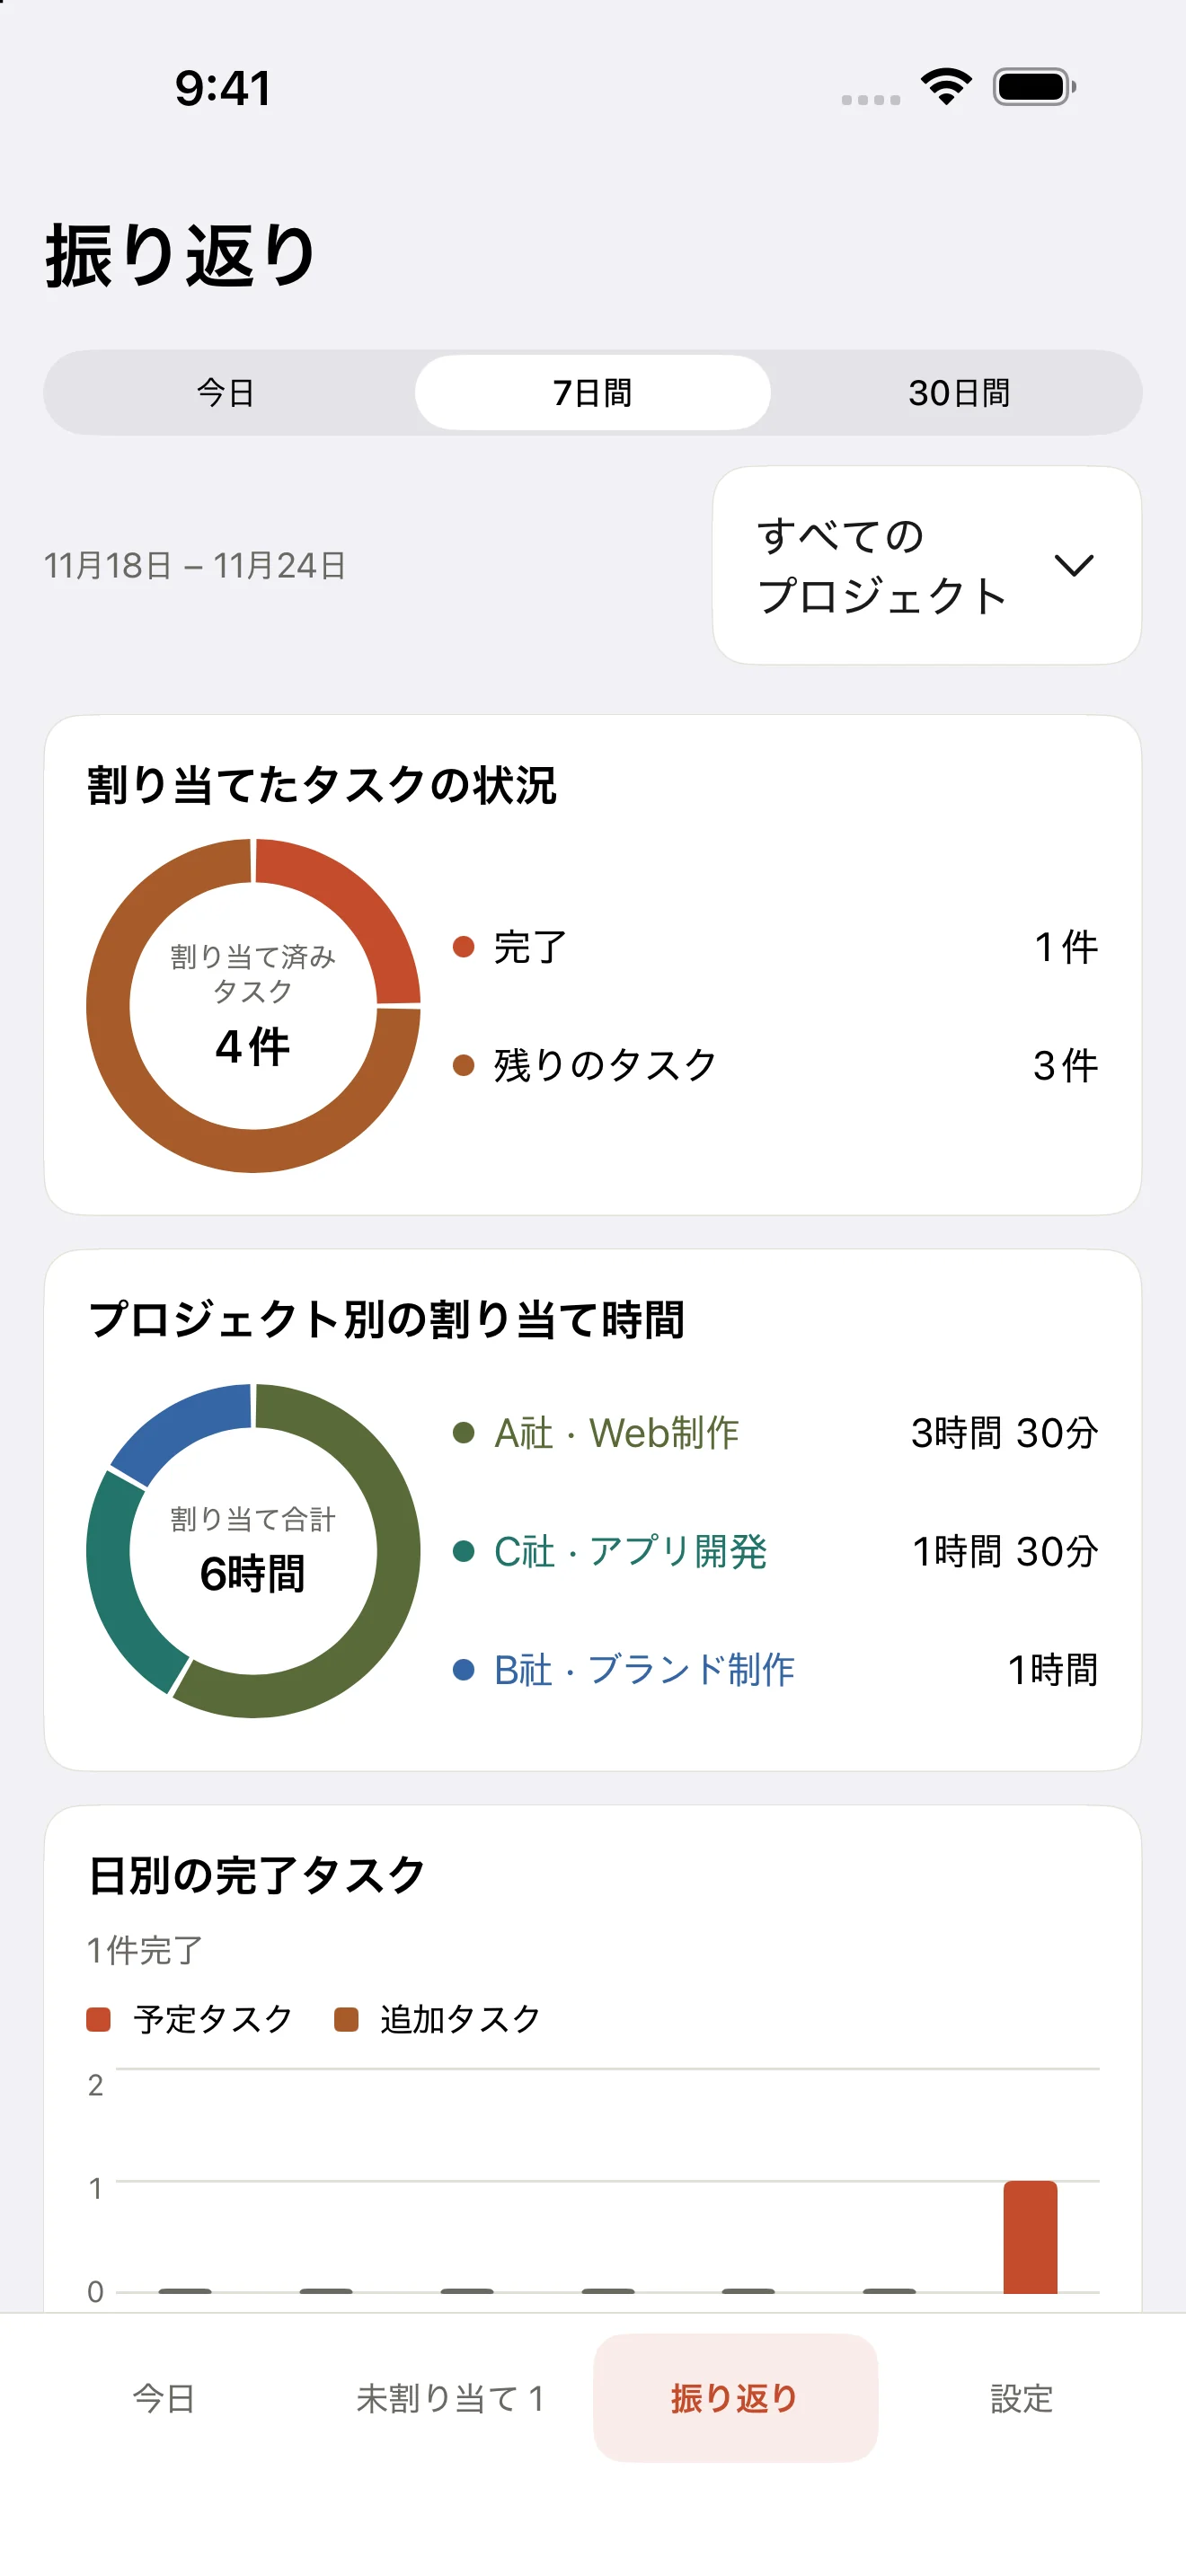 9:41
振り返り
今日
7日間
30日間
11月18日 – 11月24日
すべての
プロジェクト
割り当てたタスクの状況
割り当て済み
タスク
4件
完了
1件
残りのタスク
3件
プロジェクト別の割り当て時間
割り当て合計
6時間
A社 · Web制作
3時間 30分
C社 · アプリ開発
1時間 30分
B社 · ブランド制作
1時間
日別の完了タスク
1件完了
予定タスク
追加タスク
2
1
0
今日
未割り当て 1
振り返り
設定